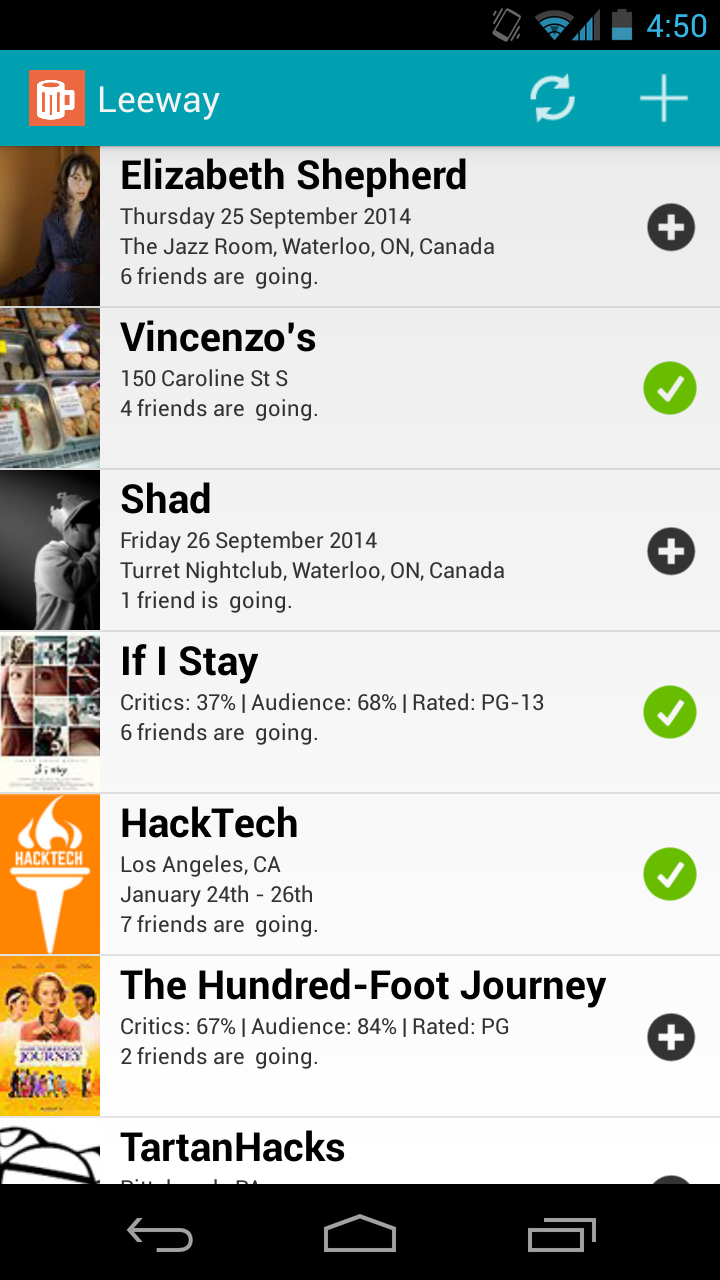 4:50
Leeway
Elizabeth Shepherd
Thursday 25 September 2014
The Jazz Room, Waterloo, ON, Canada
6 friends are  going.
Vincenzo's
150 Caroline St S
4 friends are  going.
Shad
Friday 26 September 2014
Turret Nightclub, Waterloo, ON, Canada
1 friend is  going.
If I Stay
Critics: 37% | Audience: 68% | Rated: PG-13
6 friends are  going.
if i stay
HackTech
Los Angeles, CA
January 24th - 26th
7 friends are  going.
HACKTECH
The Hundred-Foot Journey
Critics: 67% | Audience: 84% | Rated: PG
2 friends are  going.
JOURNEY
TartanHacks